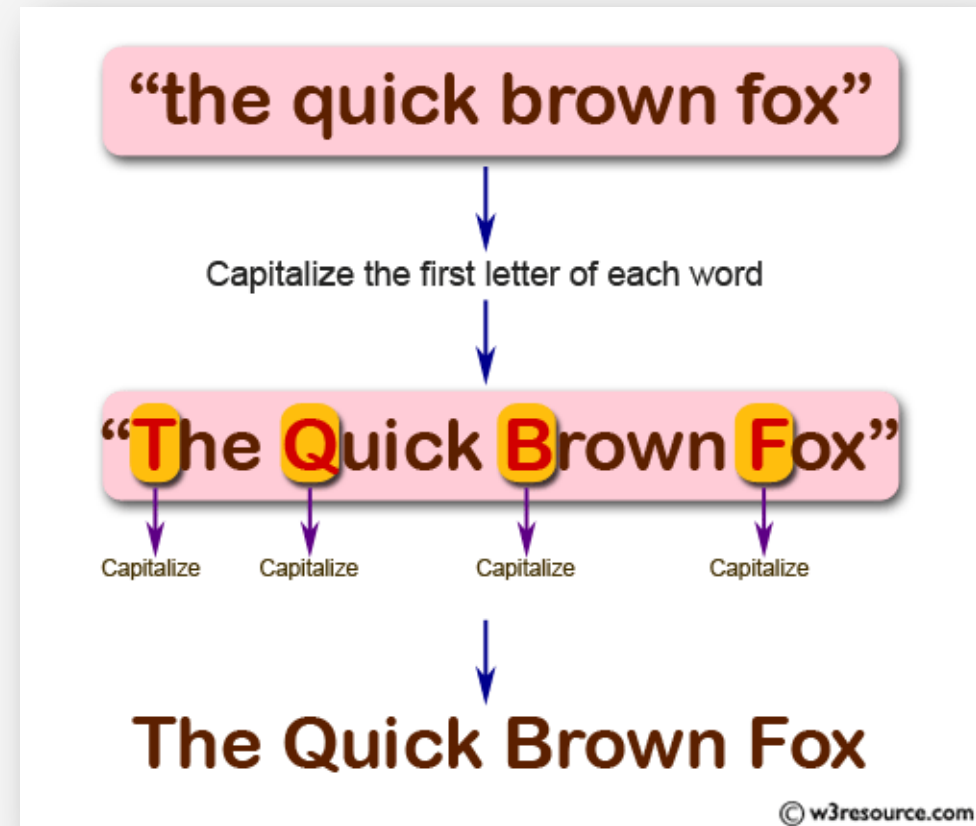 “the quick brown fox”
Capitalize the first letter of each word
“The Quick Brown Fox”
Capitalize Capitalize Capitalize Capitalize
The Quick Brown Fox
© w3resource.com